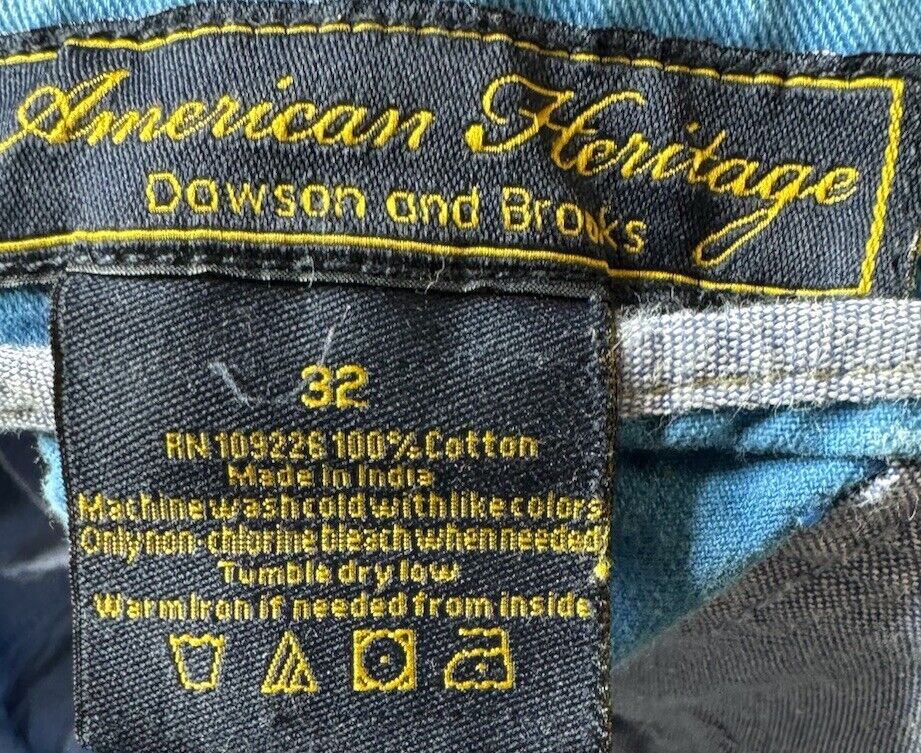 American Heritage
Dawson and Brooks
32
RN 109226 100% Cotton
Made in India
Machine wash cold with like colors
Only non-chlorine bleach when needed
Tumble dry low
Warm Iron if needed from inside